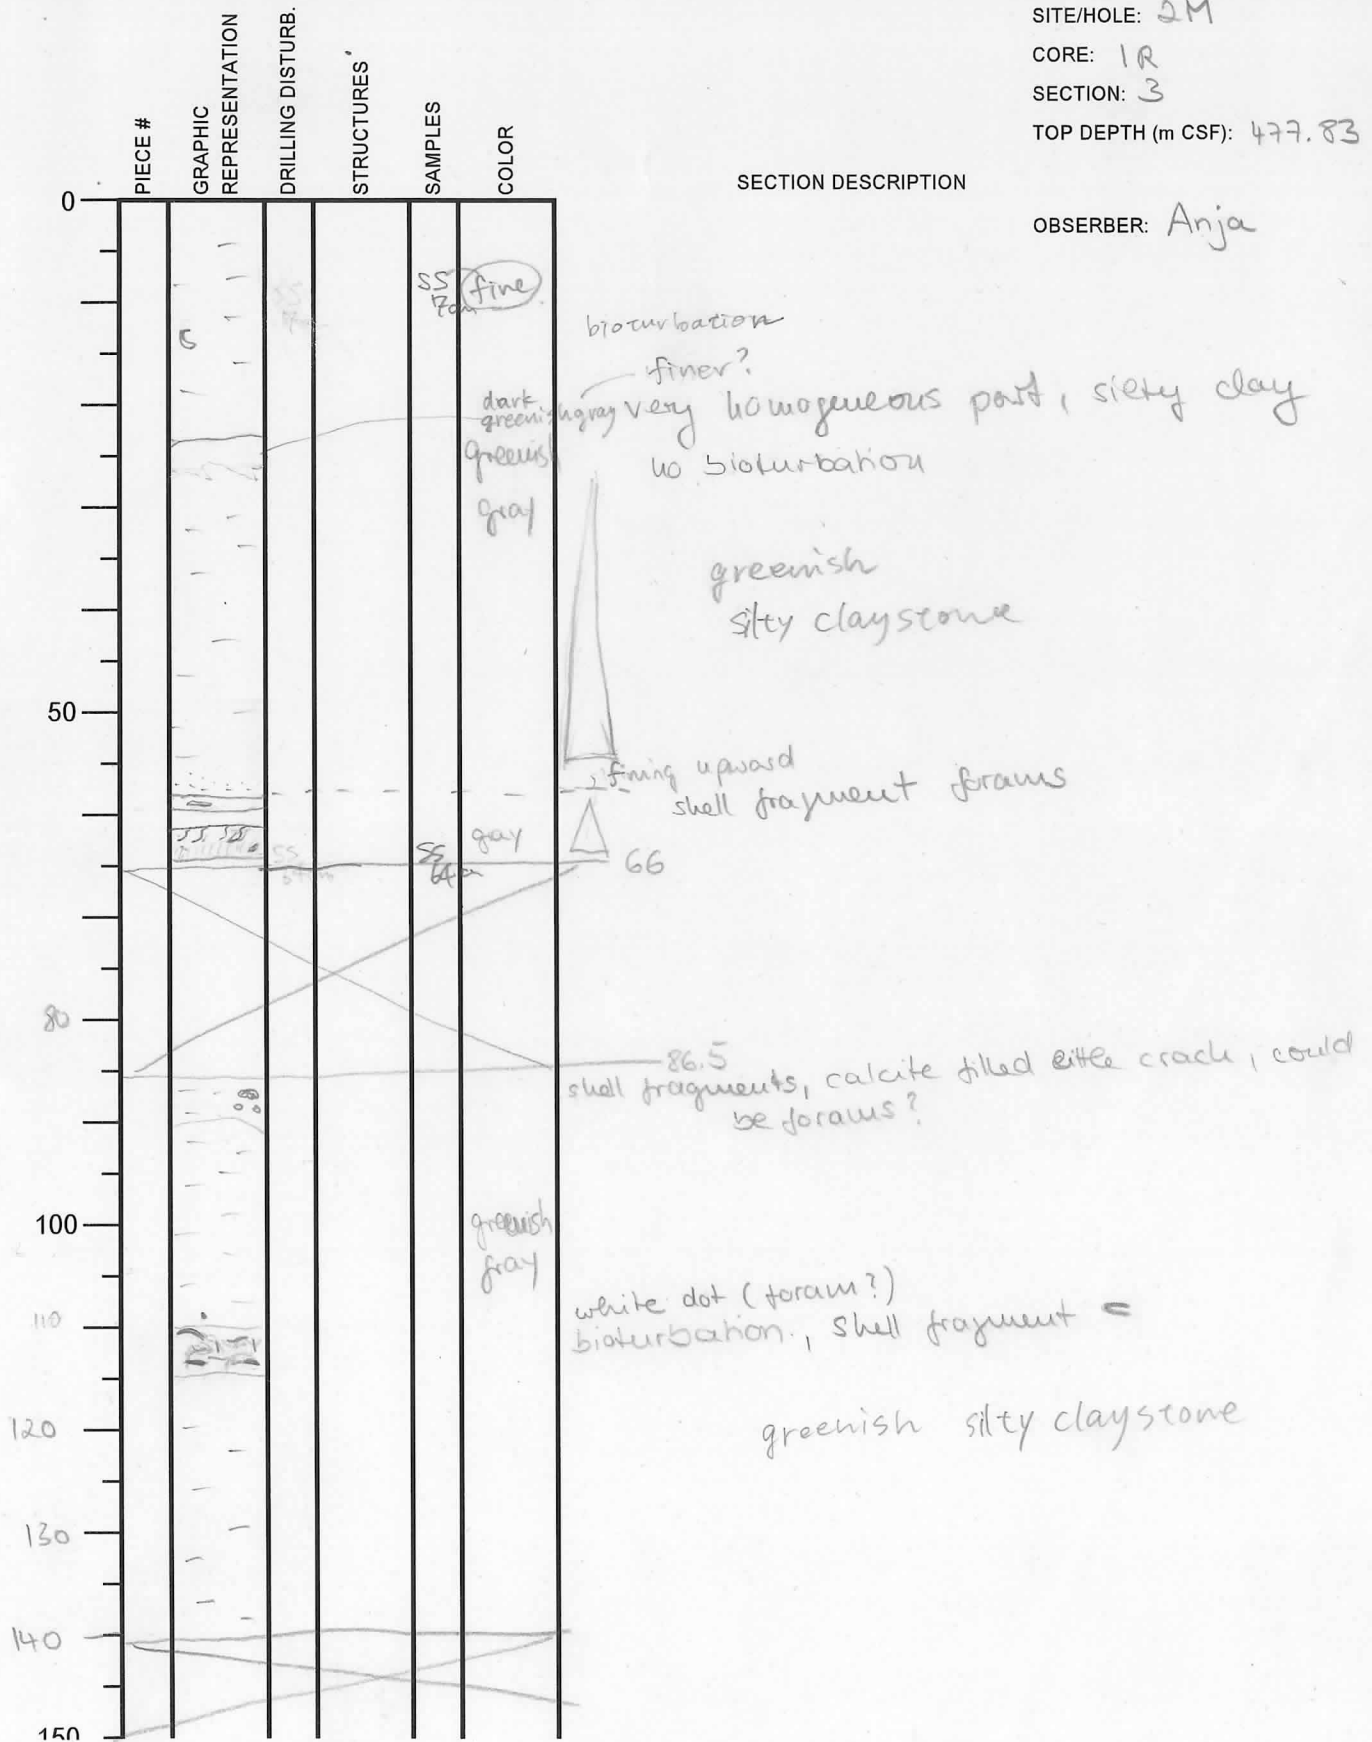 SITE/HOLE: 2M
CORE: 1R
SECTION: 3
TOP DEPTH (m CSF): 477.83
PIECE #
GRAPHIC
REPRESENTATION
DRILLING DISTURB.
STRUCTURES
SAMPLES
COLOR
SECTION DESCRIPTION
OBSERBER: Anja
0
SS
7cm
SS
7cm
fine
bioturbation
finer?
dark
greenish gray
very homogeneous part, silty clay
greenish
no bioturbation
gray
greenish
silty claystone
50
fining upward
shell fragment forams
gray
SS
64cm
SS
64cm
66
80
86.5
shell fragments, calcite filled little crack, could
be forams?
100
greenish
gray
white dot (foram?)
110
bioturbation, shell fragment
greenish silty claystone
120
130
140
150